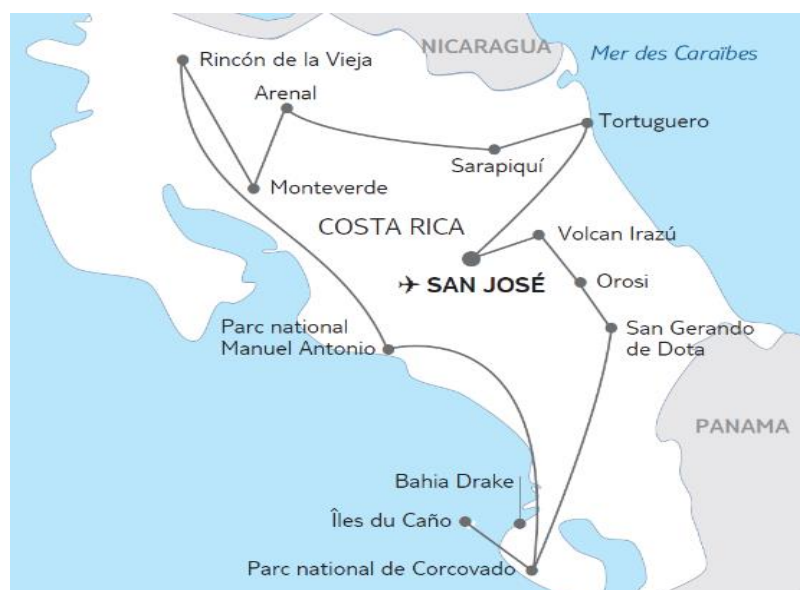 NICARAGUA
Mer des Caraïbes
Rincón de la Vieja
Arenal
Tortuguero
Sarapiquí
Monteverde
COSTA RICA
Volcan Irazú
SAN JOSÉ
Orosi
Parc national
Manuel Antonio
San Gerando
de Dota
PANAMA
Bahia Drake
Îles du Caño
Parc national de Corcovado